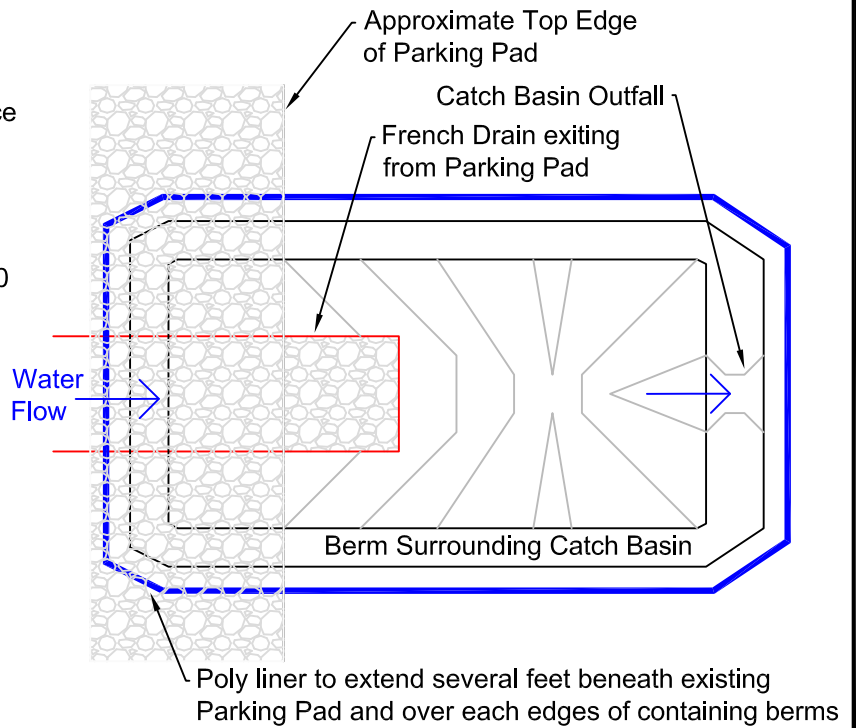 Approximate Top Edge
of Parking Pad
ce
Catch Basin Outfall
French Drain exiting
from Parking Pad
0
Water
Flow
Berm Surrounding Catch Basin
Poly liner to extend several feet beneath existing
Parking Pad and over each edges of containing berms